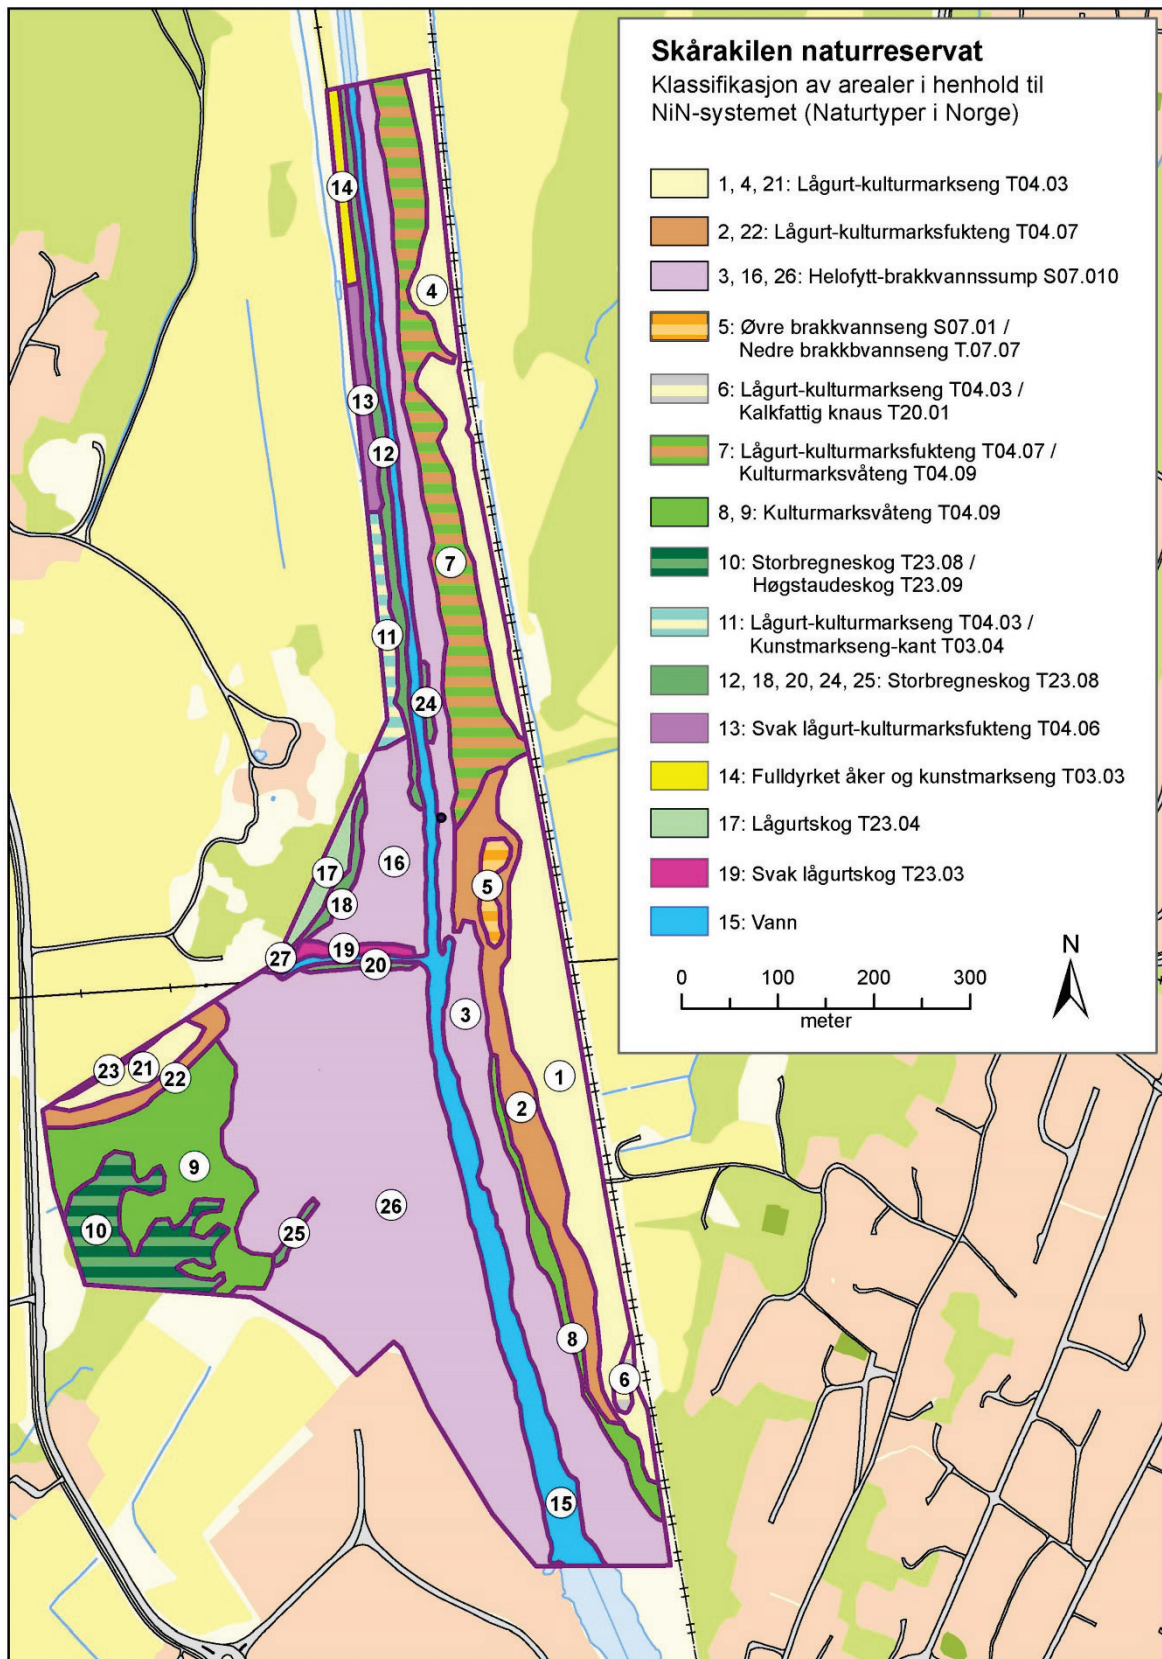 Skårakilen naturreservat
Klassifikasjon av arealer i henhold til
NiN-systemet (Naturtyper i Norge)
1, 4, 21: Lågurt-kulturmarkseng T04.03
2, 22: Lågurt-kulturmarksfukteng T04.07
3, 16, 26: Helofytt-brakkvannssump S07.010
5: Øvre brakkvannseng S07.01 /
Nedre brakkbvannseng T.07.07
6: Lågurt-kulturmarkseng T04.03 /
Kalkfattig knaus T20.01
7: Lågurt-kulturmarksfukteng T04.07 /
Kulturmarksvåteng T04.09
8, 9: Kulturmarksvåteng T04.09
10: Storbregneskog T23.08 /
Høgstaudeskog T23.09
11: Lågurt-kulturmarkseng T04.03 /
Kunstmarkseng-kant T03.04
12, 18, 20, 24, 25: Storbregneskog T23.08
13: Svak lågurt-kulturmarksfukteng T04.06
14: Fulldyrket åker og kunstmarkseng T03.03
17: Lågurtskog T23.04
19: Svak lågurtskog T23.03
15: Vann
N
0 100 200 300
meter
14
4
13
12
7
11
24
16
17
5
18
19
27
20
3
23
21
22
1
2
9
26
10
25
8
6
15